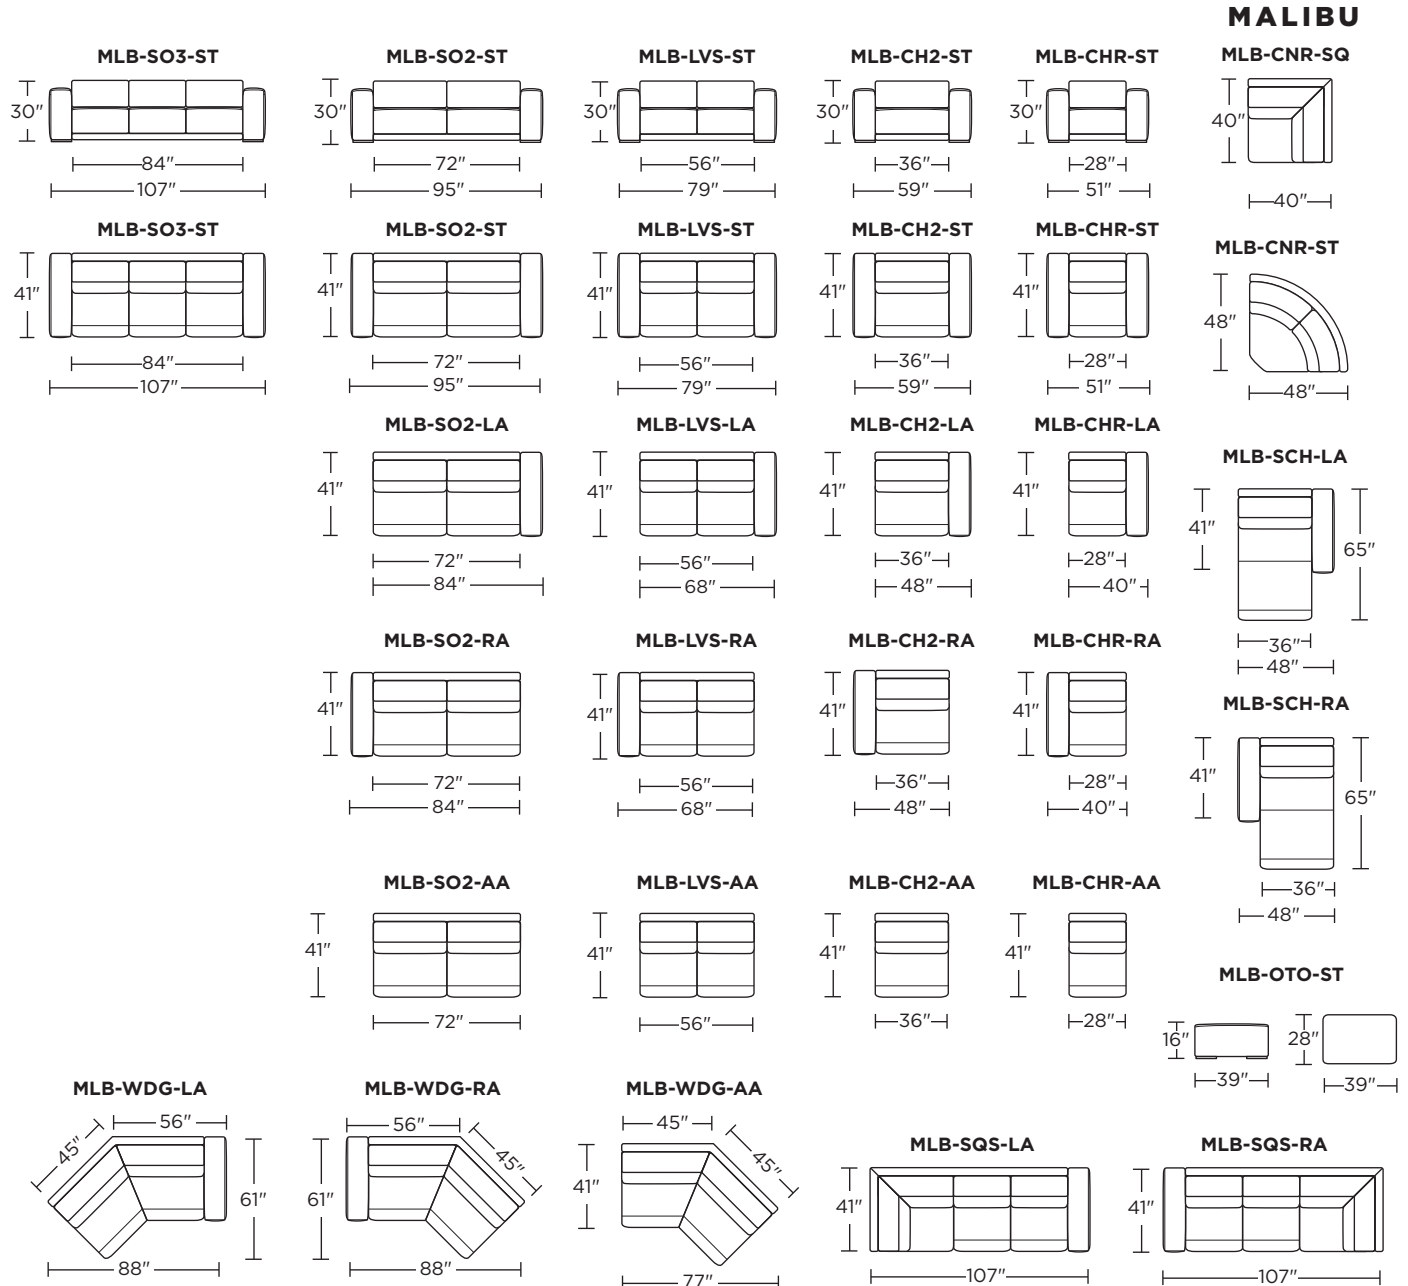 MALIBU
MLB-SO3-ST MLB-SO2-ST MLB-LVS-ST MLB-CH2-ST MLB-CHR-ST MLB-CNR-SQ
30" 30" 30" 30" 30" 40"
84" 72" 56" 36" 28"
107" 95" 79" 59" 51" 40"
MLB-SO3-ST MLB-SO2-ST MLB-LVS-ST MLB-CH2-ST MLB-CHR-ST MLB-CNR-ST
41" 41" 41" 41" 41" 48"
84" 72" 56" 36" 28"
107" 95" 79" 59" 51" 48"
MLB-SO2-LA MLB-LVS-LA MLB-CH2-LA MLB-CHR-LA MLB-SCH-LA
41" 41" 41" 41" 41" 65"
72" 56" 36" 28" 36"
84" 68" 48" 40" 48"
MLB-SO2-RA MLB-LVS-RA MLB-CH2-RA MLB-CHR-RA MLB-SCH-RA
41" 41" 41" 41" 41" 65"
72" 56" 36" 28" 36"
84" 68" 48" 40" 48"
MLB-SO2-AA MLB-LVS-AA MLB-CH2-AA MLB-CHR-AA MLB-OTO-ST
41" 41" 41" 41" 16" 28"
72" 56" 36" 28" 39" 39"
MLB-WDG-LA MLB-WDG-RA MLB-WDG-AA MLB-SQS-LA MLB-SQS-RA
45" 56" 56" 45" 45" 45"
61" 61" 41" 41" 41"
88" 88" 77" 107" 107"